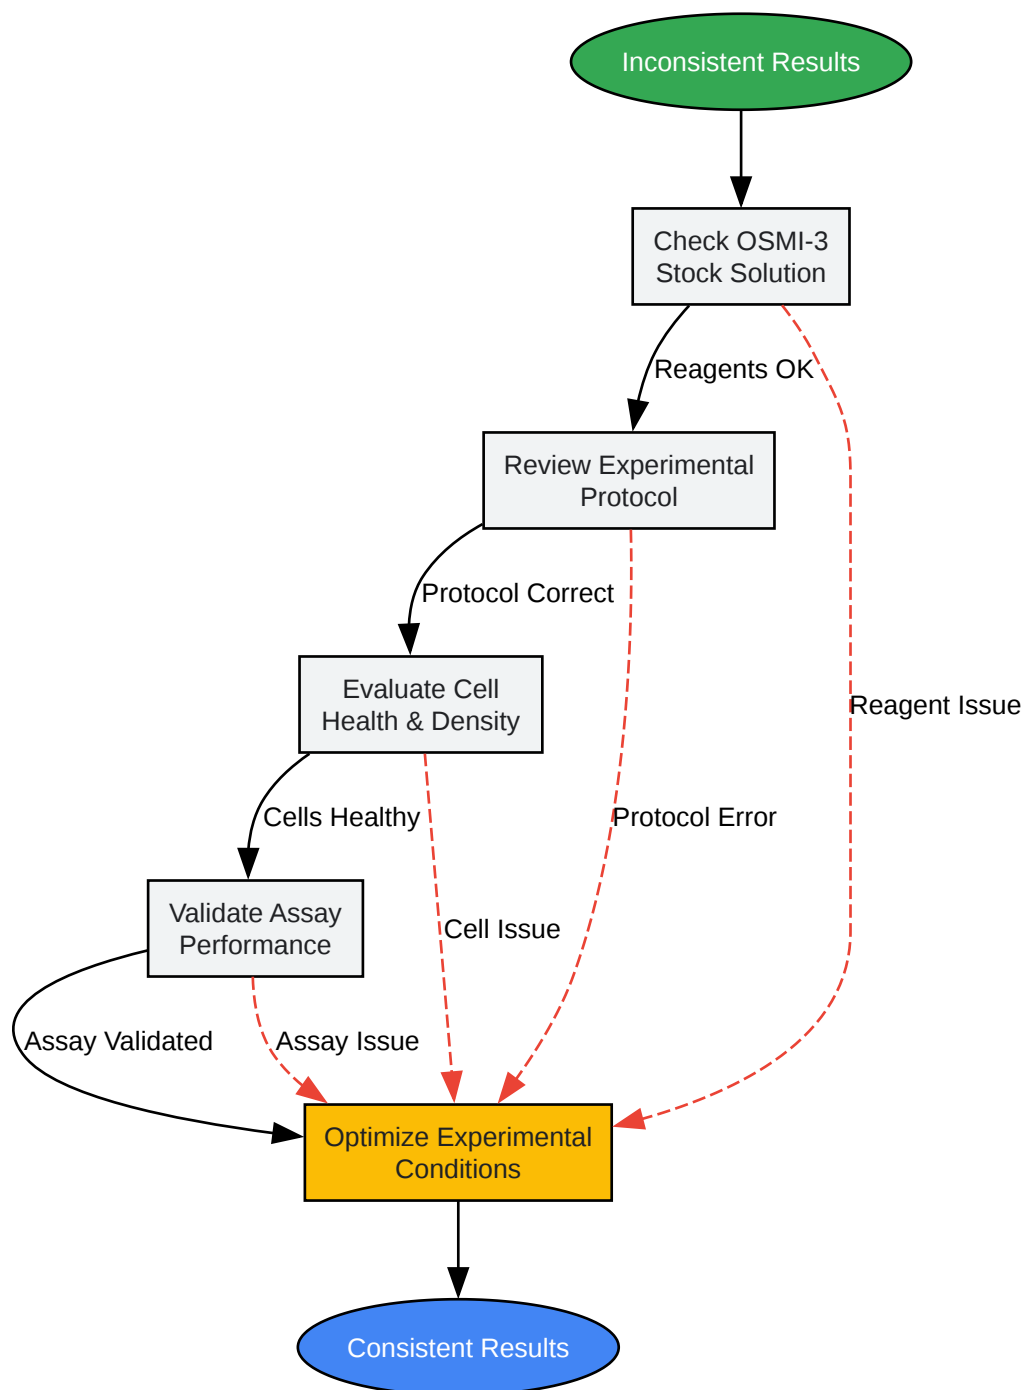 Inconsistent Results
Check OSMI-3
Stock Solution
Reagents OK
Review Experimental
Protocol
Protocol Correct
Evaluate Cell
Health & Density
Reagent Issue
Cells Healthy
Protocol Error
Validate Assay
Performance
Cell Issue
Assay Validated
Assay Issue
Optimize Experimental
Conditions
Consistent Results